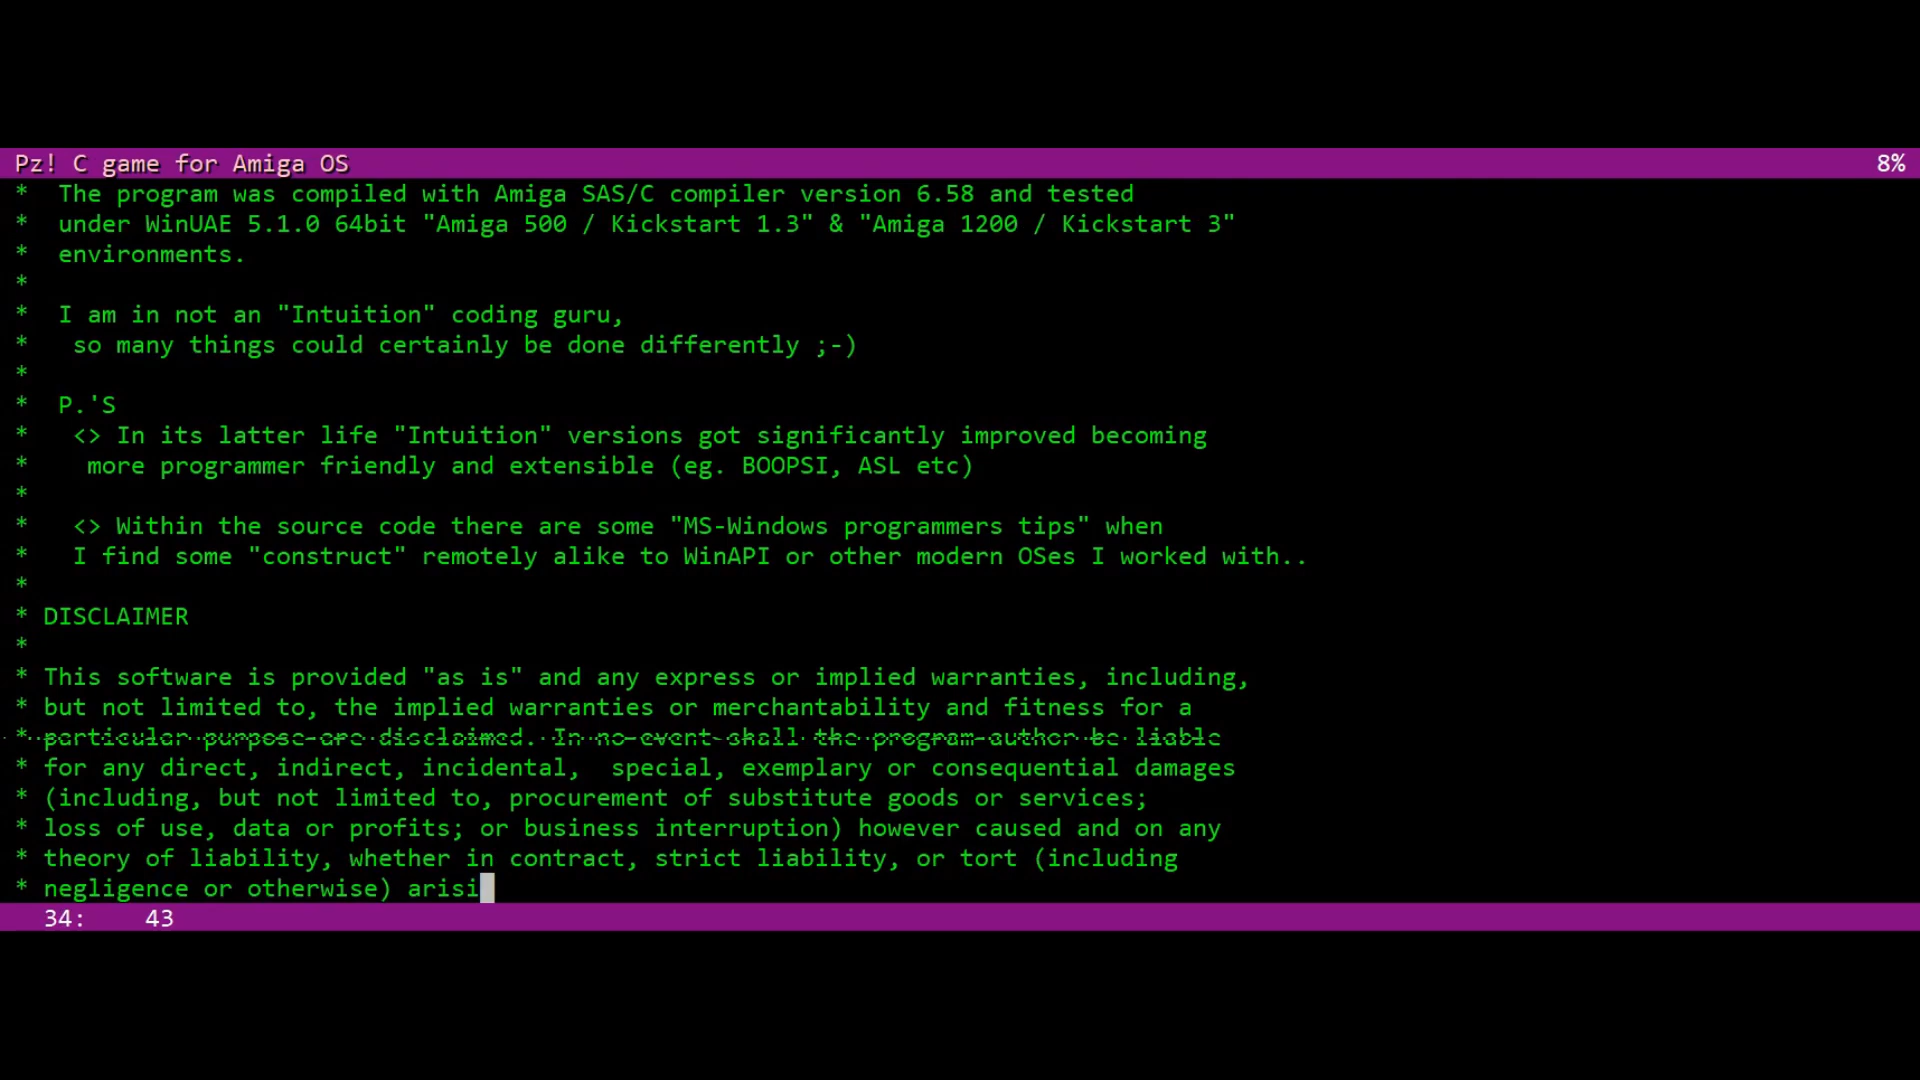 Pz! C game for Amiga OS 8%
*  The program was compiled with Amiga SAS/C compiler version 6.58 and tested
*  under WinUAE 5.1.0 64bit "Amiga 500 / Kickstart 1.3" & "Amiga 1200 / Kickstart 3"
*  environments.
*
*  I am in not an "Intuition" coding guru,
*   so many things could certainly be done differently ;-)
*
*  P.'S
*   <> In its latter life "Intuition" versions got significantly improved becoming
*    more programmer friendly and extensible (eg. BOOPSI, ASL etc)
*
*   <> Within the source code there are some "MS-Windows programmers tips" when
*   I find some "construct" remotely alike to WinAPI or other modern OSes I worked with..
*
* DISCLAIMER
*
* This software is provided "as is" and any express or implied warranties, including,
* but not limited to, the implied warranties or merchantability and fitness for a
* particular purpose are disclaimed. In no event shall the program author be liable
* for any direct, indirect, incidental,  special, exemplary or consequential damages
* (including, but not limited to, procurement of substitute goods or services;
* loss of use, data or profits; or business interruption) however caused and on any
* theory of liability, whether in contract, strict liability, or tort (including
* negligence or otherwise) arisi
34:    43